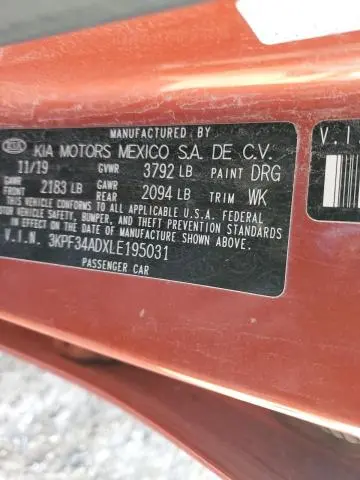 MANUFACTURED BY
KIA KIA MOTORS MEXICO S.A. DE C.V.
11/19 GVWR 3792 LB PAINT DRG
GAWR FRONT 2183 LB GAWR REAR 2094 LB TRIM WK
MOTOR VEHICLE CONFORMS TO ALL APPLICABLE U.S.A. FEDERAL
VEHICLE SAFETY, BUMPER, AND THEFT PREVENTION
IN EFFECT ON THE DATE OF MANUFACTURE SHOWN ABOVE.
V.I.N. 3KPF34ADXLE195031
PASSENGER CAR
V.I.